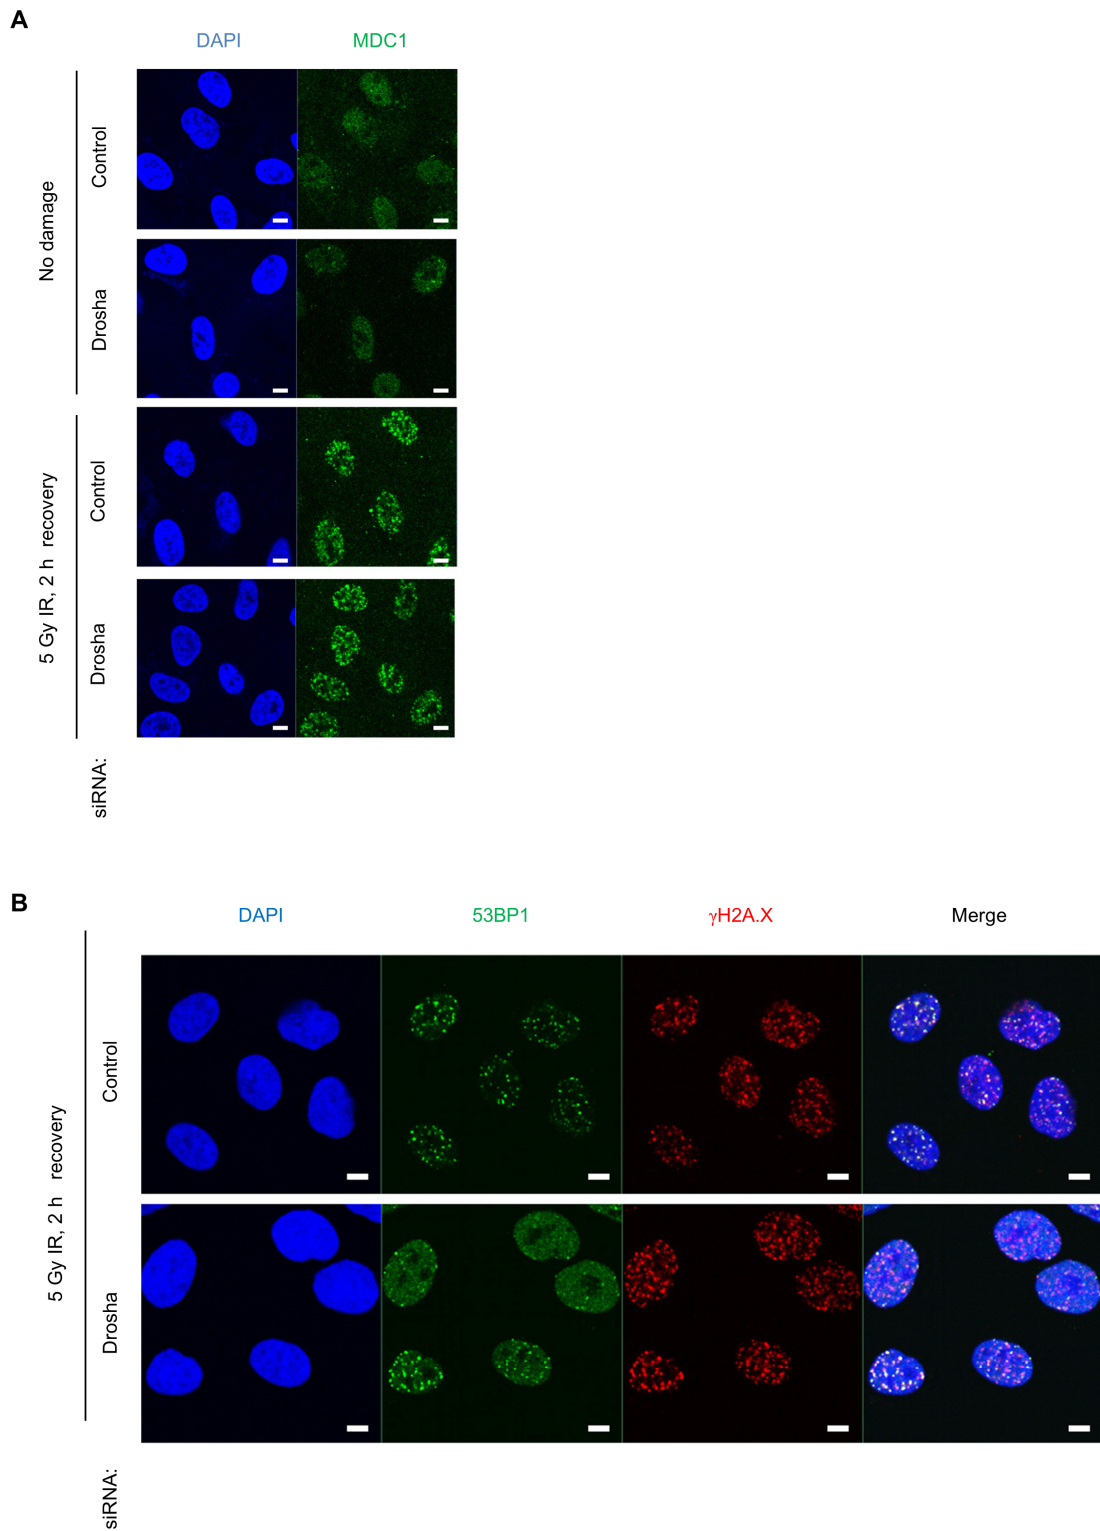 A
DAPI MDC1
No damage
Control
Drosha
5 Gy IR, 2 h recovery
Control
Drosha
siRNA:
B
DAPI 53BP1 γH2A.X Merge
5 Gy IR, 2 h recovery
Control
Drosha
siRNA: